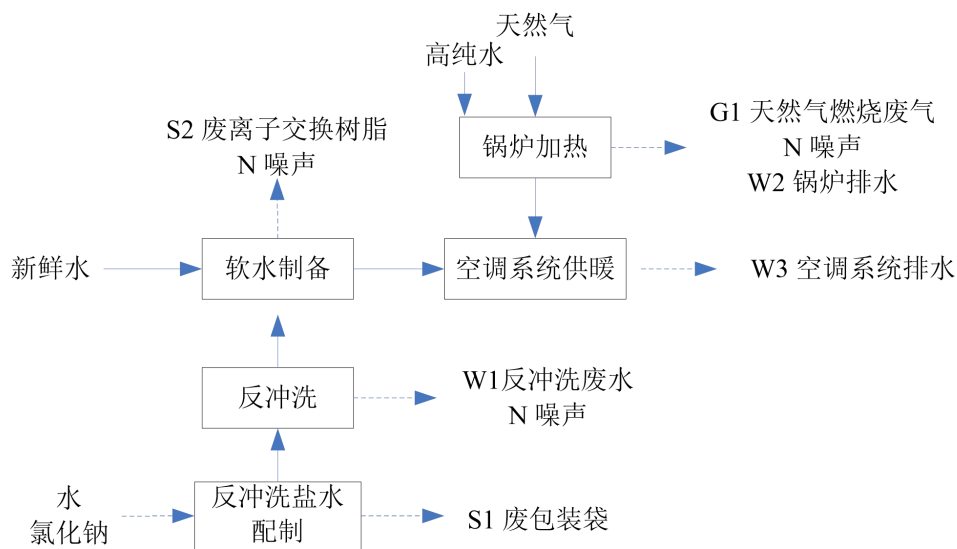 天然气
高纯水
S2 废离子交换树脂
N 噪声
锅炉加热
G1 天然气燃烧废气
N 噪声
W2 锅炉排水
新鲜水
软水制备
空调系统供暖
W3 空调系统排水
反冲洗
W1反冲洗废水
N 噪声
水
氯化钠
反冲洗盐水
配制
S1 废包装袋